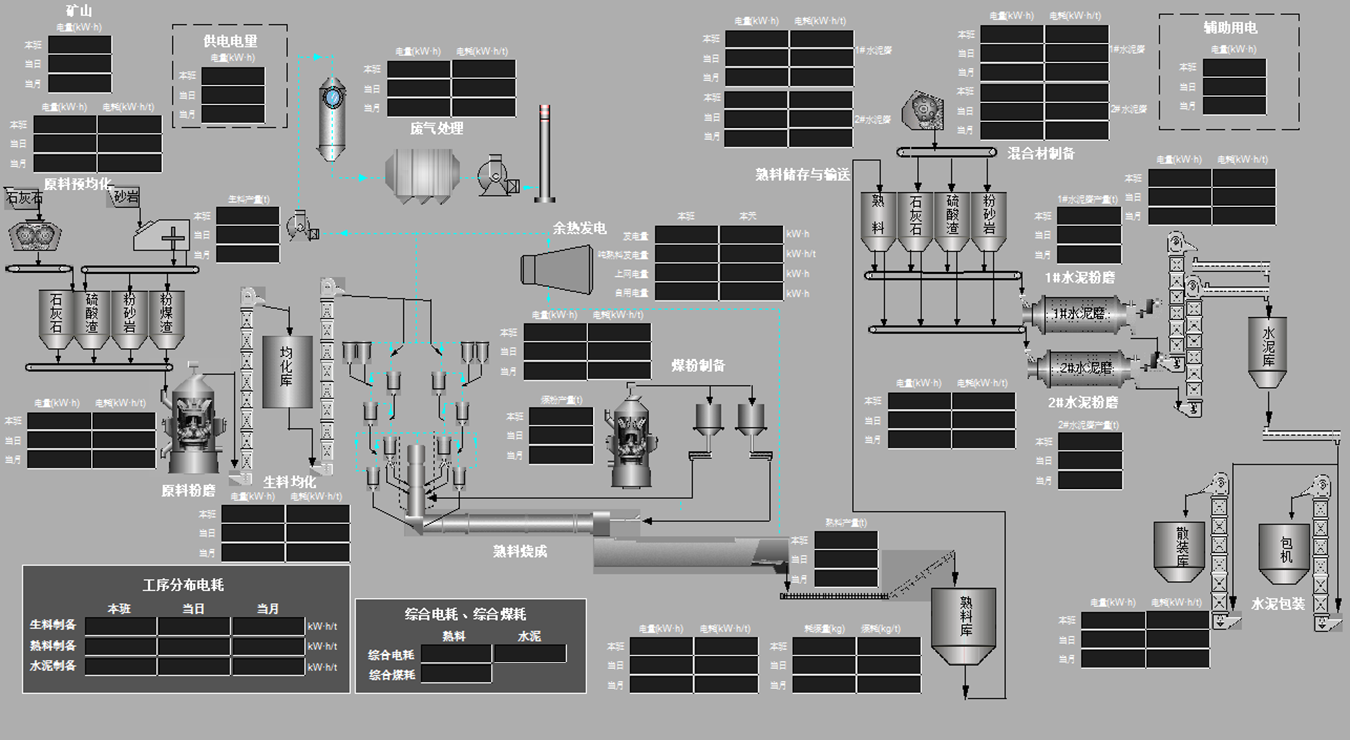 矿山
电量(kW·h)
本班
当日
当月
电量(kW·h) 电耗(kW·h/t)
本班
当日
当月
原料预均化
供电电量
电量(kW·h)
本班
当日
当月
电量(kW·h) 电耗(kW·h/t)
本班
当日
当月
废气处理
石灰石
砂岩
生料产量(t)
本班
当日
当月
石灰石
硫酸渣
粉砂岩
粉煤渣
电量(kW·h) 电耗(kW·h/t)
本班
当日
当月
原料粉磨
均化库
生料均化
电量(kW·h) 电耗(kW·h/t)
本班
当日
当月
余热发电
本班 本天
发电量 kW·h
吨熟料发电量 kW·h/t
上网电量 kW·h
自用电量 kW·h
电量(kW·h) 电耗(kW·h/t)
本班
当日
当月
煤粉制备
煤粉产量(t)
本班
当日
当月
熟料烧成
熟料产量(t)
本班
当日
当月
电量(kW·h) 电耗(kW·h/t)
本班
当日
当月
1#水泥磨
本班
当日
当月
2#水泥磨
熟料储存与输送
电量(kW·h) 电耗(kW·h/t)
本班
当日
当月
1#水泥磨
本班
当日
当月
2#水泥磨
混合材制备
辅助用电
电量(kW·h)
本班
当日
当月
熟料
石灰石
硫酸渣
粉砂岩
1#水泥磨产量(t)
本班
当日
当月
1#水泥粉磨
电量(kW·h) 电耗(kW·h/t)
本班
当日
当月
1#水泥磨
2#水泥磨
2#水泥粉磨
电量(kW·h) 电耗(kW·h/t)
本班
当日
当月
2#水泥磨产量(t)
本班
当日
当月
水泥库
散装库
包机
水泥包装
电量(kW·h) 电耗(kW·h/t)
本班
当日
当月
熟料库
工序分布电耗
本班 当日 当月
生料制备 kW·h/t
熟料制备 kW·h/t
水泥制备 kW·h/t
综合电耗、综合煤耗
熟料 水泥
综合电耗
综合煤耗
电量(kW·h) 电耗(kW·h/t)
本班
当日
当月
(kg) (kg/t)
本班
当日
当月